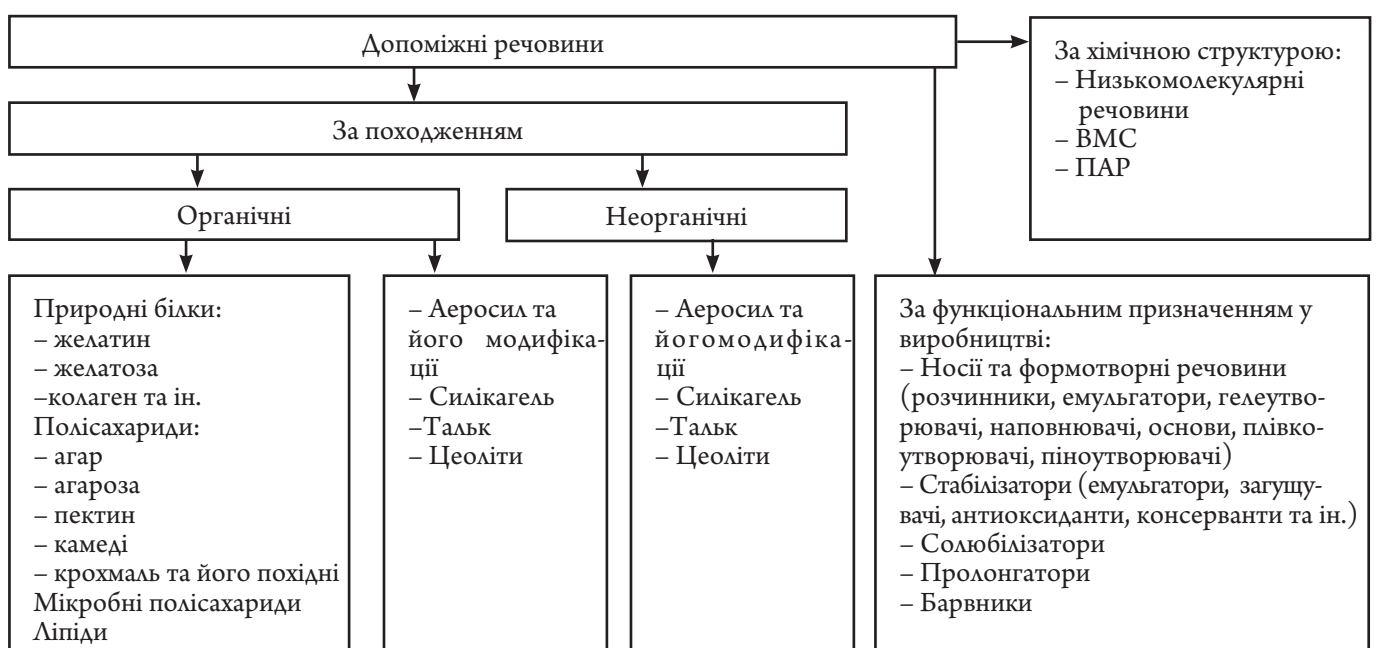 Допоміжні речовини
За хімічною структурою:
– Низькомолекулярні
речовини
– ВМС
– ПАР
За походженням
Органічні
Неорганічні
Природні білки:
– желатин
– желатоза
–колаген та ін.
Полісахариди:
– агар
– агароза
– пектин
– камеді
– крохмаль та його похідні
Мікробні полісахариди
Ліпіди
– Аеросил та
його модифіка-
ції
– Силікагель
–Тальк
– Цеоліти
– Аеросил та
йогомодифіка-
ції
– Силікагель
–Тальк
– Цеоліти
За функціональним призначенням у
виробництві:
– Носії та формотворні речовини
(розчинники, емульгатори, гелеутво-
рювачі, наповнювачі, основи, плівко-
утворювачі, піноутворювачі)
– Стабілізатори (емульгатори, загущу-
вачі, антиоксиданти, консерванти та ін.)
– Солюбілізатори
– Пролонгатори
– Барвники